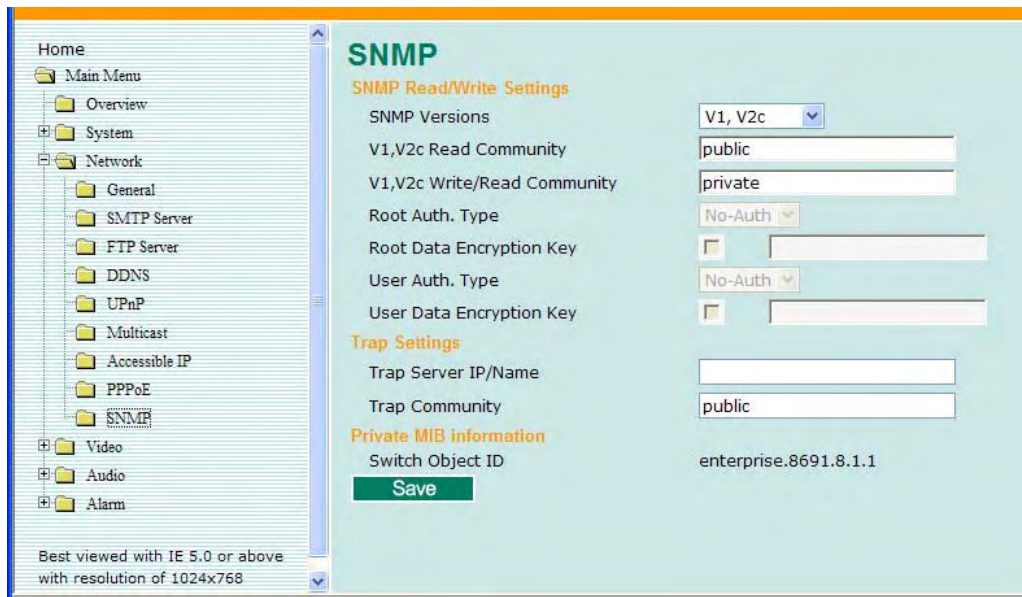 Home
Main Menu
Overview
System
Network
General
SMTP Server
FTP Server
DDNS
UPnP
Multicast
Accessible IP
PPPoE
SNMP
Video
Audio
Alarm
Best viewed with IE 5.0 or above
with resolution of 1024x768
SNMP
SNMP Read/Write Settings
SNMP Versions V1, V2c
V1,V2c Read Community public
V1,V2c Write/Read Community private
Root Auth. Type No-Auth
Root Data Encryption Key
User Auth. Type No-Auth
User Data Encryption Key
Trap Settings
Trap Server IP/Name
Trap Community public
Private MIB information
Switch Object ID enterprise.8691.8.1.1
Save